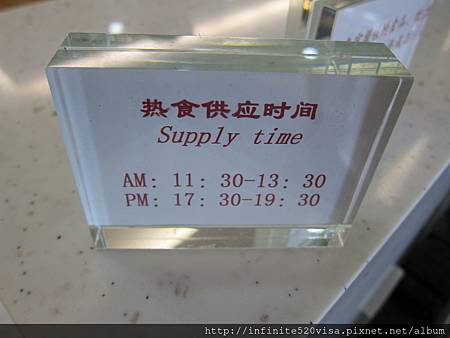 热食供应时间
Supply time
AM: 11: 30-13: 30
PM: 17: 30-19: 30
http://infinite520visa.pixnet.net/album